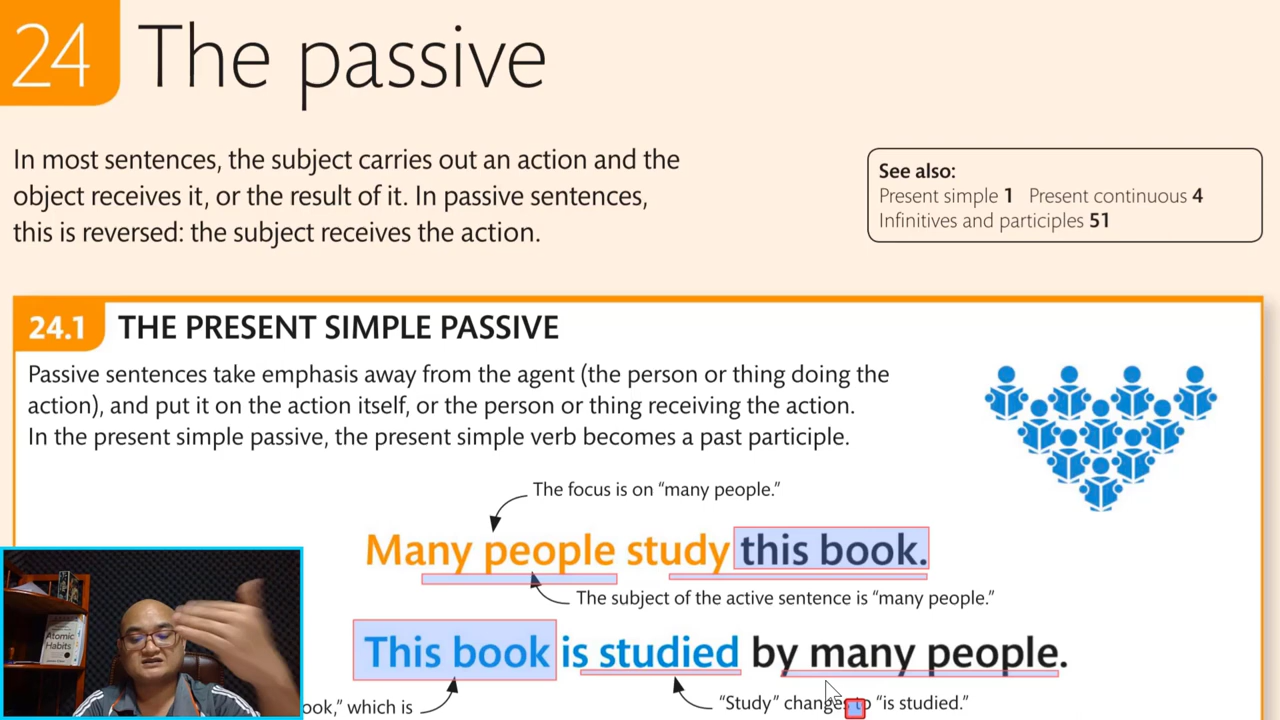 24 The passive
In most sentences, the subject carries out an action and the
object receives it, or the result of it. In passive sentences,
this is reversed: the subject receives the action.
See also:
Present simple 1 Present continuous 4
Infinitives and participles 51
24.1 THE PRESENT SIMPLE PASSIVE
Passive sentences take emphasis away from the agent (the person or thing doing the
action), and put it on the action itself, or the person or thing receiving the action.
In the present simple passive, the present simple verb becomes a past participle.
The focus is on “many people.”
Many people study this book.
The subject of the active sentence is “many people.”
This book is studied by many people.
ook,” which is
“Study” changes to “is studied.”
Atomic
Habits